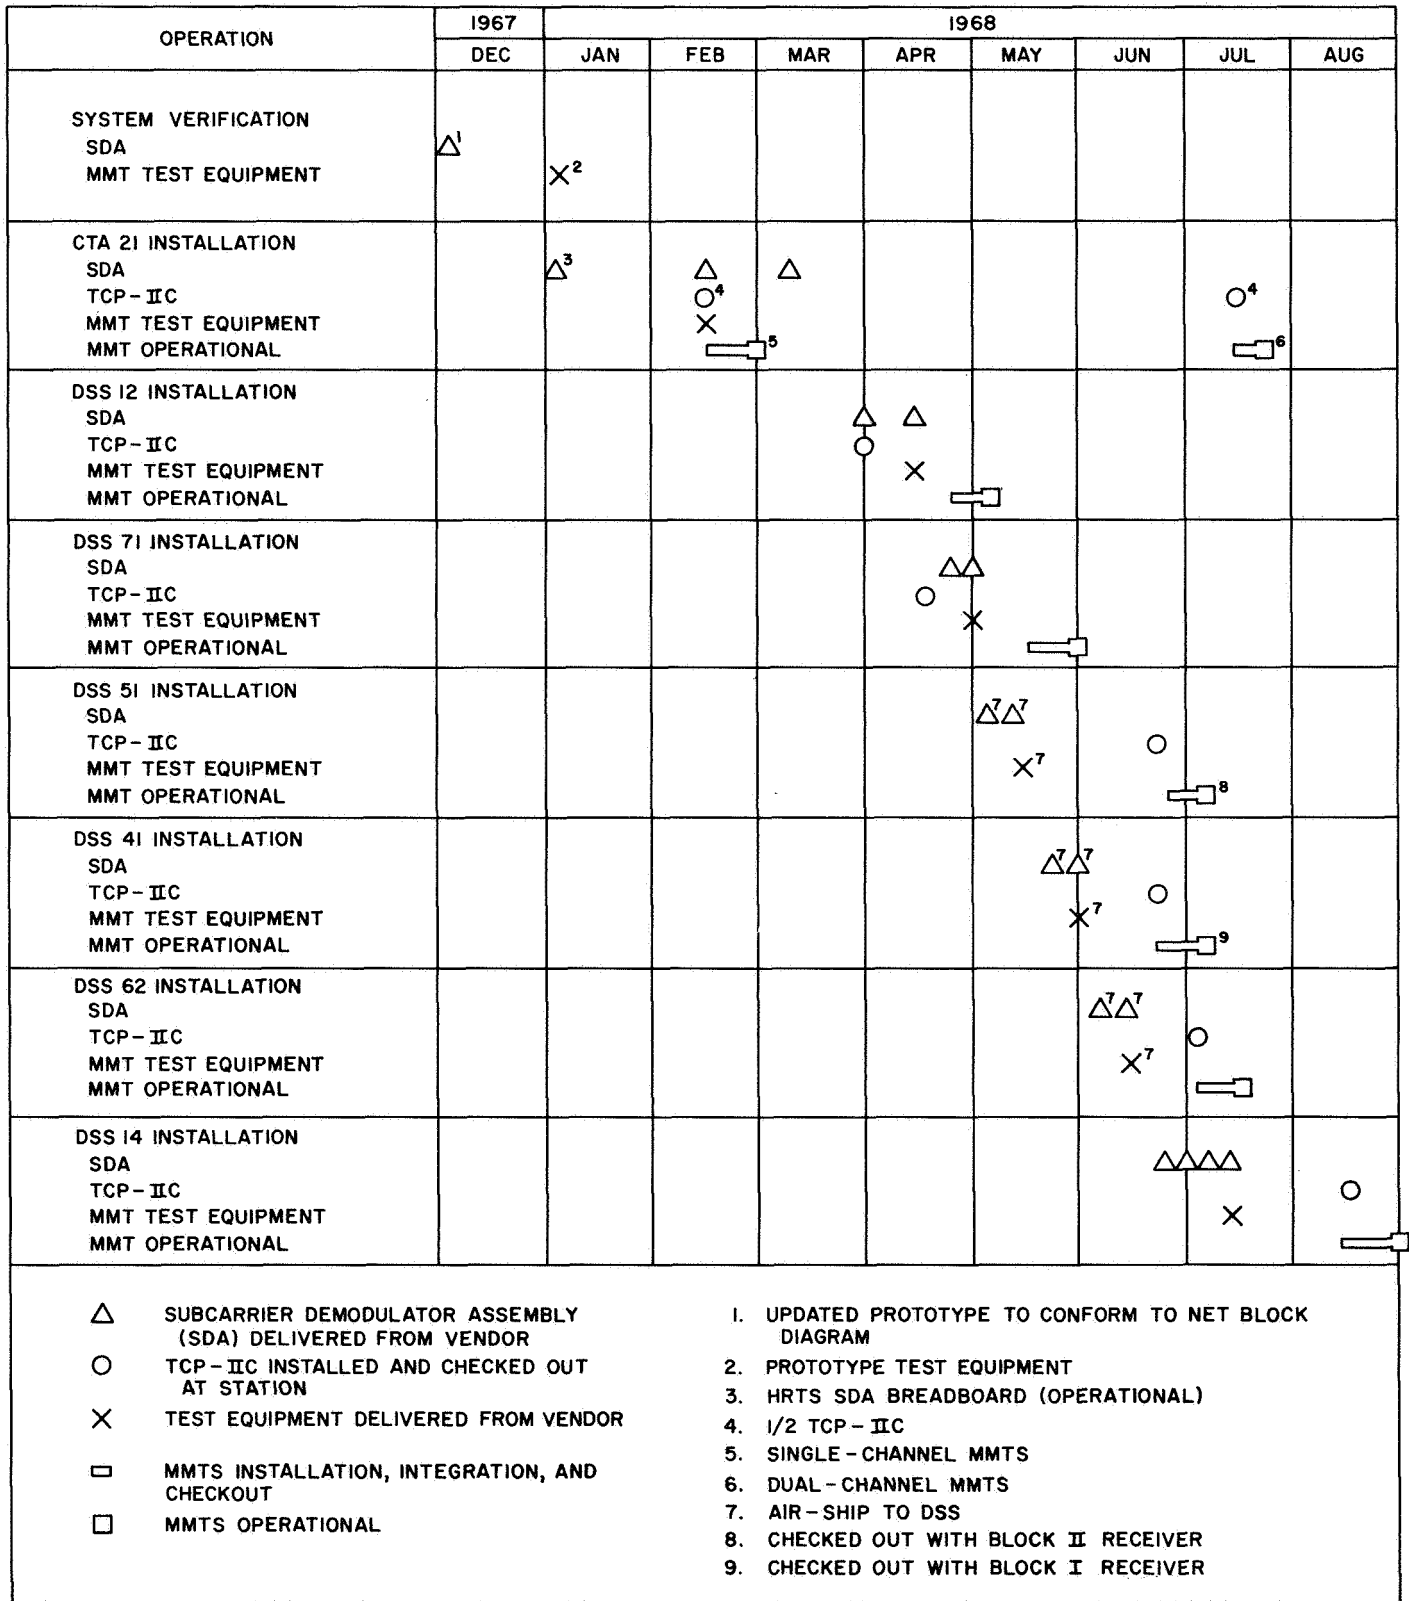 OPERATION
1967
1968
DEC
JAN
FEB
MAR
APR
MAY
JUN
JUL
AUG
SYSTEM VERIFICATION
SDA
1
MMT TEST EQUIPMENT
2
CTA 21 INSTALLATION
SDA
3
TCP-IIC
4
4
MMT TEST EQUIPMENT
MMT OPERATIONAL
5
6
DSS 12 INSTALLATION
SDA
TCP-IIC
MMT TEST EQUIPMENT
MMT OPERATIONAL
DSS 71 INSTALLATION
SDA
TCP-IIC
MMT TEST EQUIPMENT
MMT OPERATIONAL
DSS 51 INSTALLATION
SDA
7
7
TCP-IIC
MMT TEST EQUIPMENT
7
MMT OPERATIONAL
8
DSS 41 INSTALLATION
SDA
7
7
TCP-IIC
MMT TEST EQUIPMENT
7
MMT OPERATIONAL
9
DSS 62 INSTALLATION
SDA
7
7
TCP-IIC
MMT TEST EQUIPMENT
7
MMT OPERATIONAL
DSS 14 INSTALLATION
SDA
TCP-IIC
MMT TEST EQUIPMENT
MMT OPERATIONAL
SUBCARRIER DEMODULATOR ASSEMBLY
(SDA) DELIVERED FROM VENDOR
TCP-IIC INSTALLED AND CHECKED OUT
AT STATION
TEST EQUIPMENT DELIVERED FROM VENDOR
MMTS INSTALLATION, INTEGRATION, AND
CHECKOUT
MMTS OPERATIONAL
1. UPDATED PROTOTYPE TO CONFORM TO NET BLOCK
DIAGRAM
2. PROTOTYPE TEST EQUIPMENT
3. HRTS SDA BREADBOARD (OPERATIONAL)
4. 1/2 TCP-IIC
5. SINGLE-CHANNEL MMTS
6. DUAL-CHANNEL MMTS
7. AIR-SHIP TO DSS
8. CHECKED OUT WITH BLOCK II RECEIVER
9. CHECKED OUT WITH BLOCK I RECEIVER